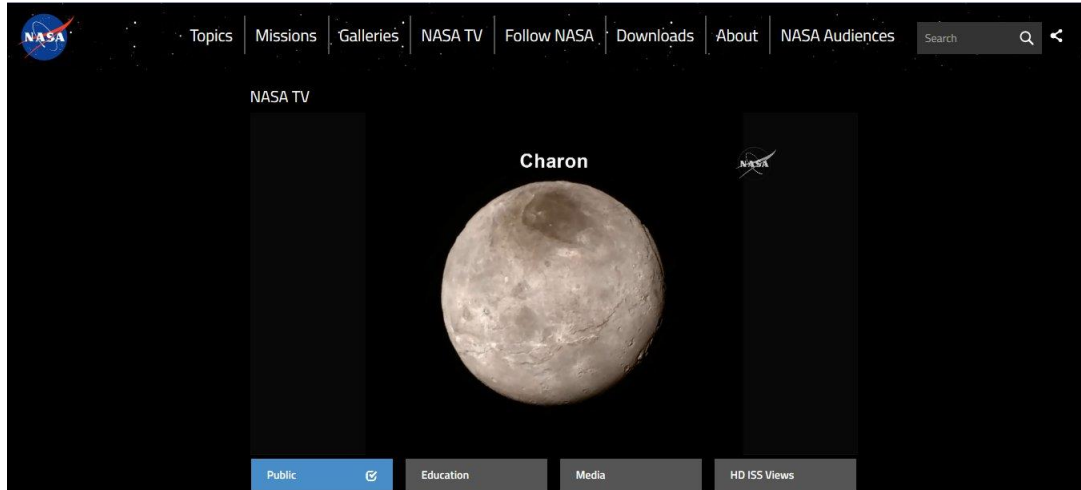 NASA
Topics Missions Galleries NASA TV Follow NASA Downloads About NASA Audiences Search
NASA TV
Charon
NASA
Public Education Media HD ISS Views